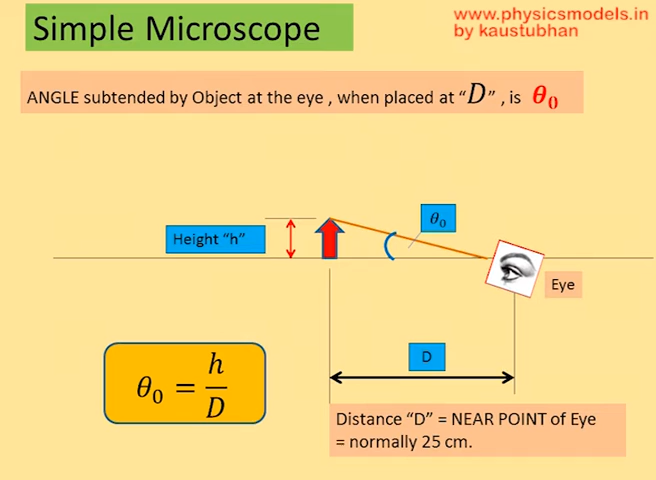 Simple Microscope
www.physicsmodels.in
by kaustubhan
ANGLE subtended by Object at the eye , when placed at “D” , is θ₀
θ₀
Height “h”
Eye
D
θ₀ = h/D
Distance “D” = NEAR POINT of Eye
= normally 25 cm.